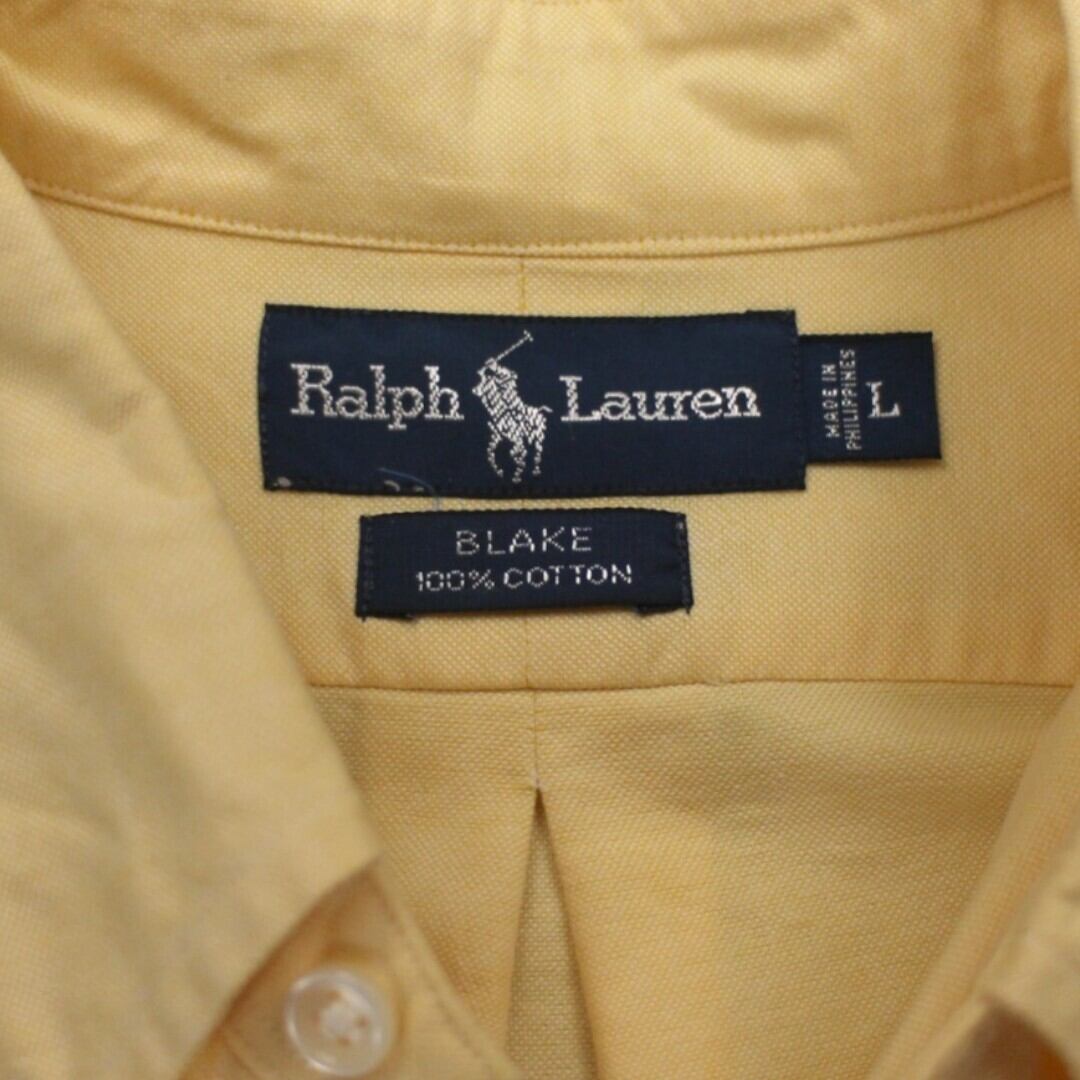 Ralph Lauren
MADE IN
PHILIPPINES
L
BLAKE
100% COTTON